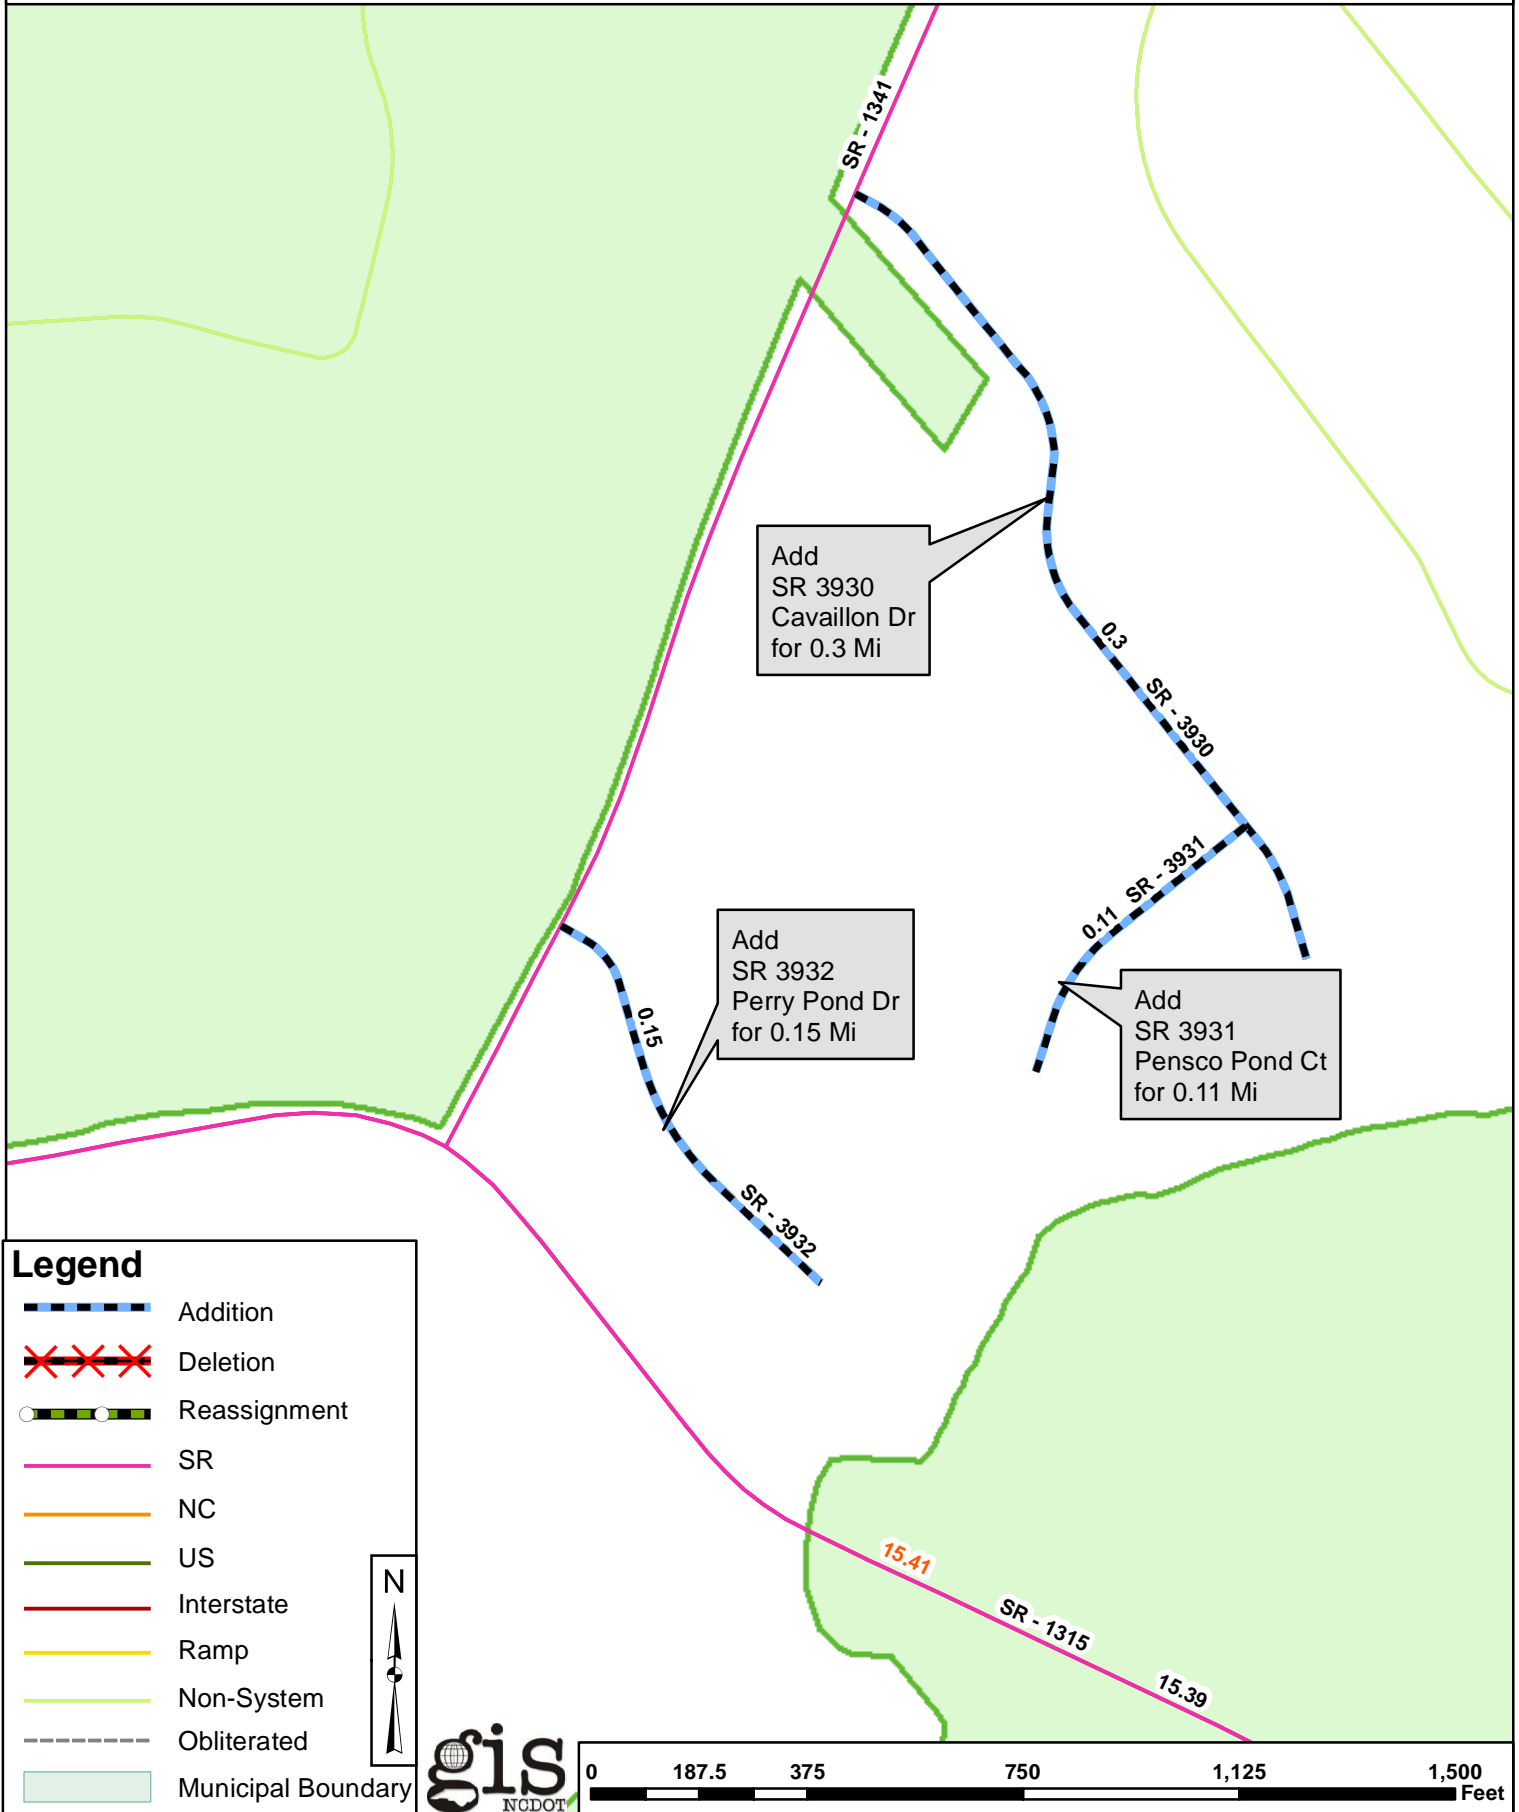 SR - 1341
Add
SR 3930
Cavaillon Dr
for 0.3 Mi
0.3
SR - 3930
SR - 3931
0.11
Add
SR 3932
Perry Pond Dr
for 0.15 Mi
Add
SR 3931
Pensco Pond Ct
for 0.11 Mi
0.15
SR - 3932
15.41
SR - 1315
15.39
Legend
Addition
Deletion
Reassignment
SR
NC
US
Interstate
Ramp
Non-System
Obliterated
Municipal Boundary
N
gis
NCDOT
0 187.5 375 750 1,125 1,500
Feet